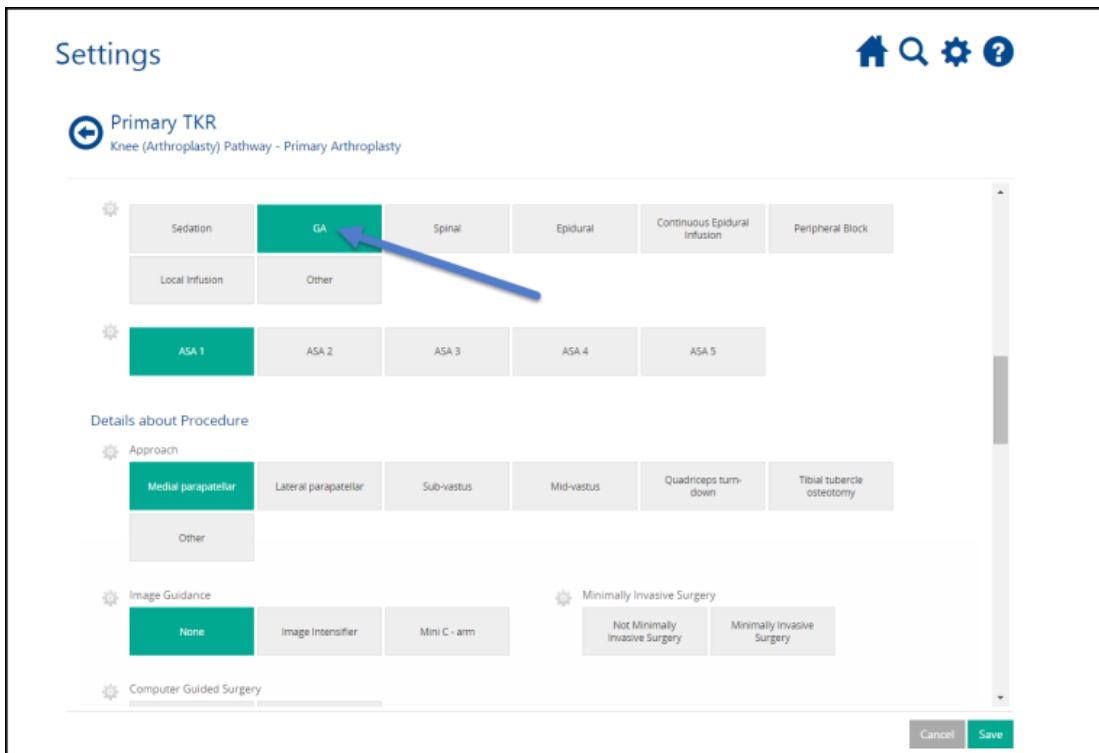 Settings
Primary TKR
Knee (Arthroplasty) Pathway - Primary Arthroplasty
Sedation
GA
Spinal
Epidural
Continuous Epidural
Infusion
Peripheral Block
Local Infusion
Other
ASA 1
ASA 2
ASA 3
ASA 4
ASA 5
Details about Procedure
Approach
Medial parapatellar
Lateral parapatellar
Sub-vastus
Mid-vastus
Quadriceps turn-
down
Tibial tubercle
osteotomy
Other
Image Guidance
None
Image Intensifier
Mini C - arm
Minimally Invasive Surgery
Not Minimally
Invasive Surgery
Minimally Invasive
Surgery
Computer Guided Surgery
Cancel
Save